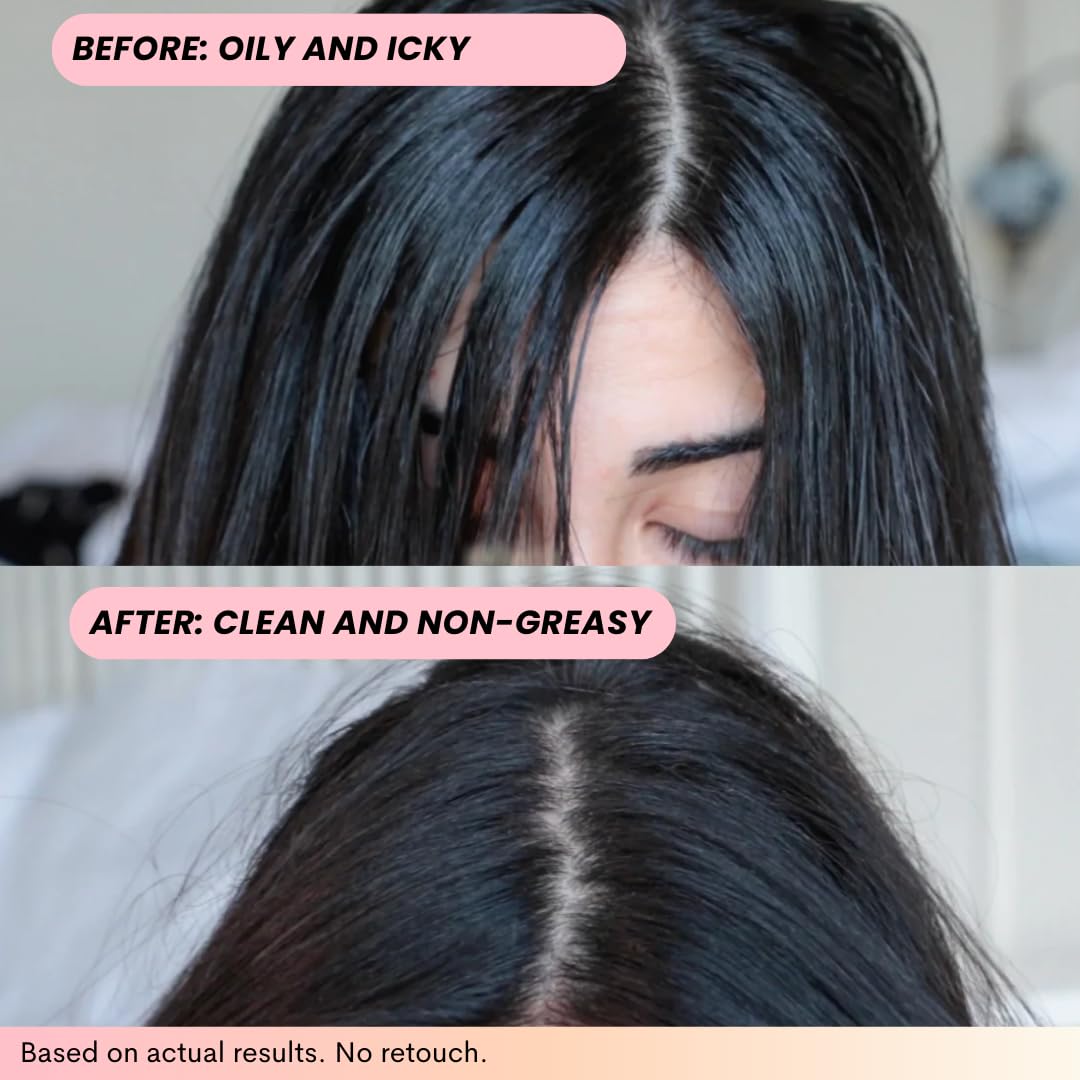 BEFORE: OILY AND ICKY
AFTER: CLEAN AND NON-GREASY
Based on actual results. No retouch.